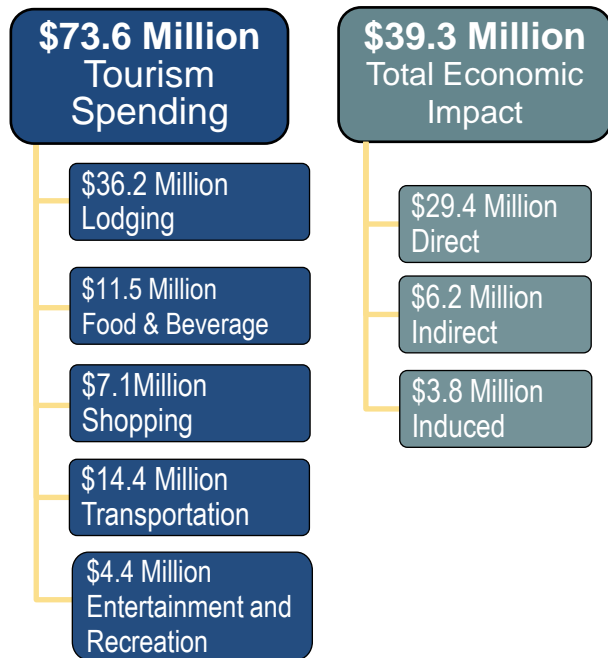 $73.6 Million
Tourism
Spending
$36.2 Million
Lodging
$11.5 Million
Food & Beverage
$7.1Million
Shopping
$14.4 Million
Transportation
$4.4 Million
Entertainment and
Recreation
$39.3 Million
Total Economic
Impact
$29.4 Million
Direct
$6.2 Million
Indirect
$3.8 Million
Induced